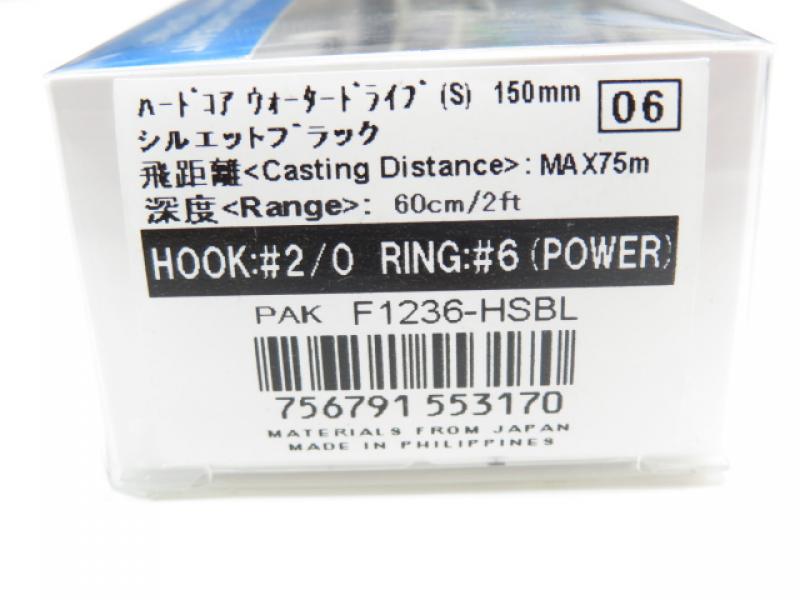 ﾊｰﾄﾞｺｱ ｳｫｰﾀｰﾄﾞﾗｲﾌﾞ (S) 150mm 06
シルエットブラック
飛距離<Casting Distance>: MAX75m
深度<Range>: 60cm/2ft
HOOK:#2/0 RING:#6 (POWER)
PAK F1236-HSBL
756791 553170
MATERIALS FROM JAPAN
MADE IN PHILIPPINES